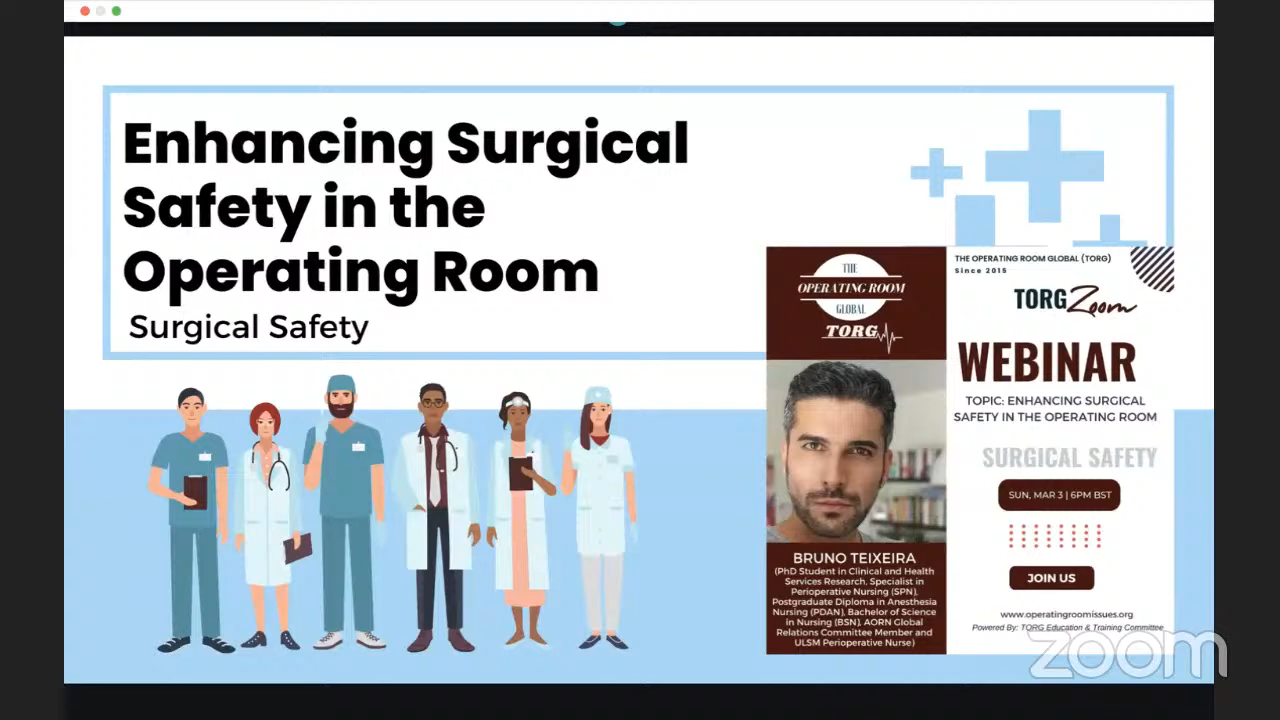 Enhancing Surgical
Safety in the
Operating Room
Surgical Safety
THE
OPERATING ROOM
GLOBAL
TORG
THE OPERATING ROOM GLOBAL (TORG)
Since 2015
TORG Zoom
WEBINAR
TOPIC: ENHANCING SURGICAL
SAFETY IN THE OPERATING ROOM
SURGICAL SAFETY
SUN, MAR 3 | 6PM BST
JOIN US
www.operatingroomissues.org
Powered By: TORG Education & Training Committee
BRUNO TEIXEIRA
(PhD Student in Clinical and Health
Services Research, Specialist in
Perioperative Nursing (SPN),
Postgraduate Diploma in Anesthesia
Nursing (PDAN), Bachelor of Science
in Nursing (BSN), AORN Global
Relations Committee Member and
ULSM Perioperative Nurse)
zoom